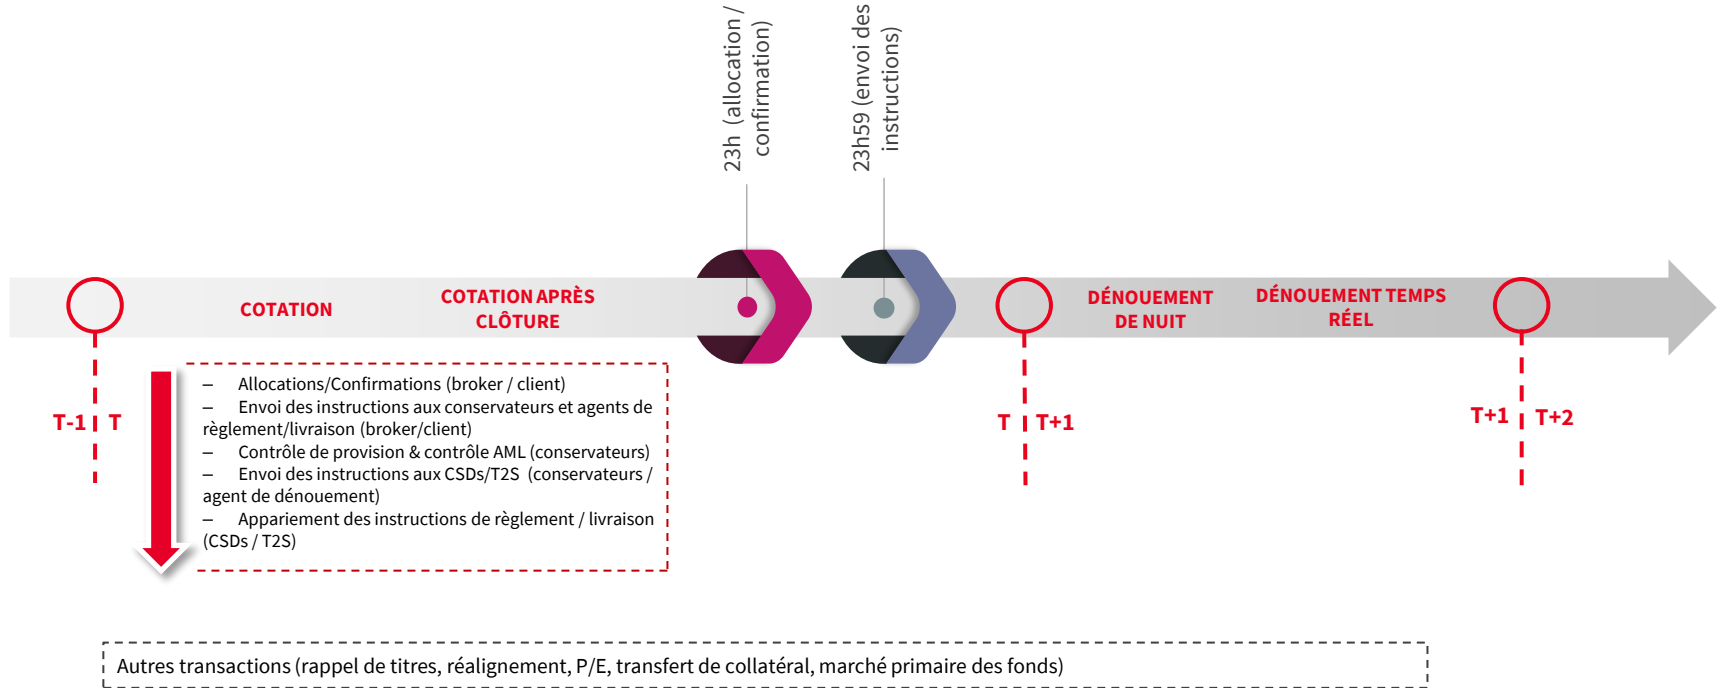 23h (allocation /
confirmation)
23h59 (envoi des
instructions)
COTATION
COTATION APRÈS
CLÔTURE
DÉNOUEMENT
DE NUIT
DÉNOUEMENT TEMPS
RÉEL
T-1 T
T T+1
T+1 T+2
– Allocations/Confirmations (broker / client)
– Envoi des instructions aux conservateurs et agents de
règlement/livraison (broker/client)
– Contrôle de provision & contrôle AML (conservateurs)
– Envoi des instructions aux CSDs/T2S (conservateurs /
agent de dénouement)
– Appariement des instructions de règlement / livraison
(CSDs / T2S)
Autres transactions (rappel de titres, réalignement, P/E, transfert de collatéral, marché primaire des fonds)